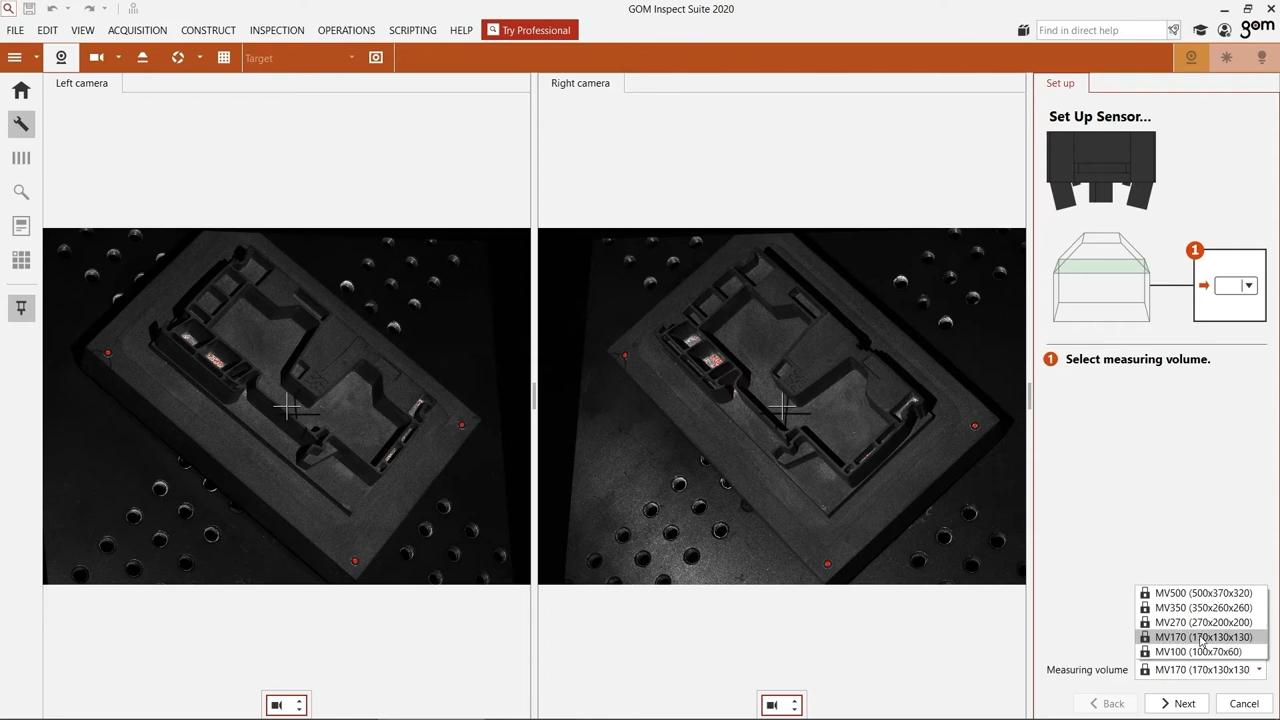 GOM Inspect Suite 2020
FILE EDIT VIEW ACQUISITION CONSTRUCT INSPECTION OPERATIONS SCRIPTING HELP Try Professional
Find in direct help
gom
Target
Left camera
Right camera
Set up
Set Up Sensor...
1
1 Select measuring volume.
MV500 (500x370x320)
MV350 (350x260x260)
MV270 (270x200x200)
MV170 (170x130x130)
MV100 (100x70x60)
Measuring volume MV170 (170x130x130
Back Next Cancel